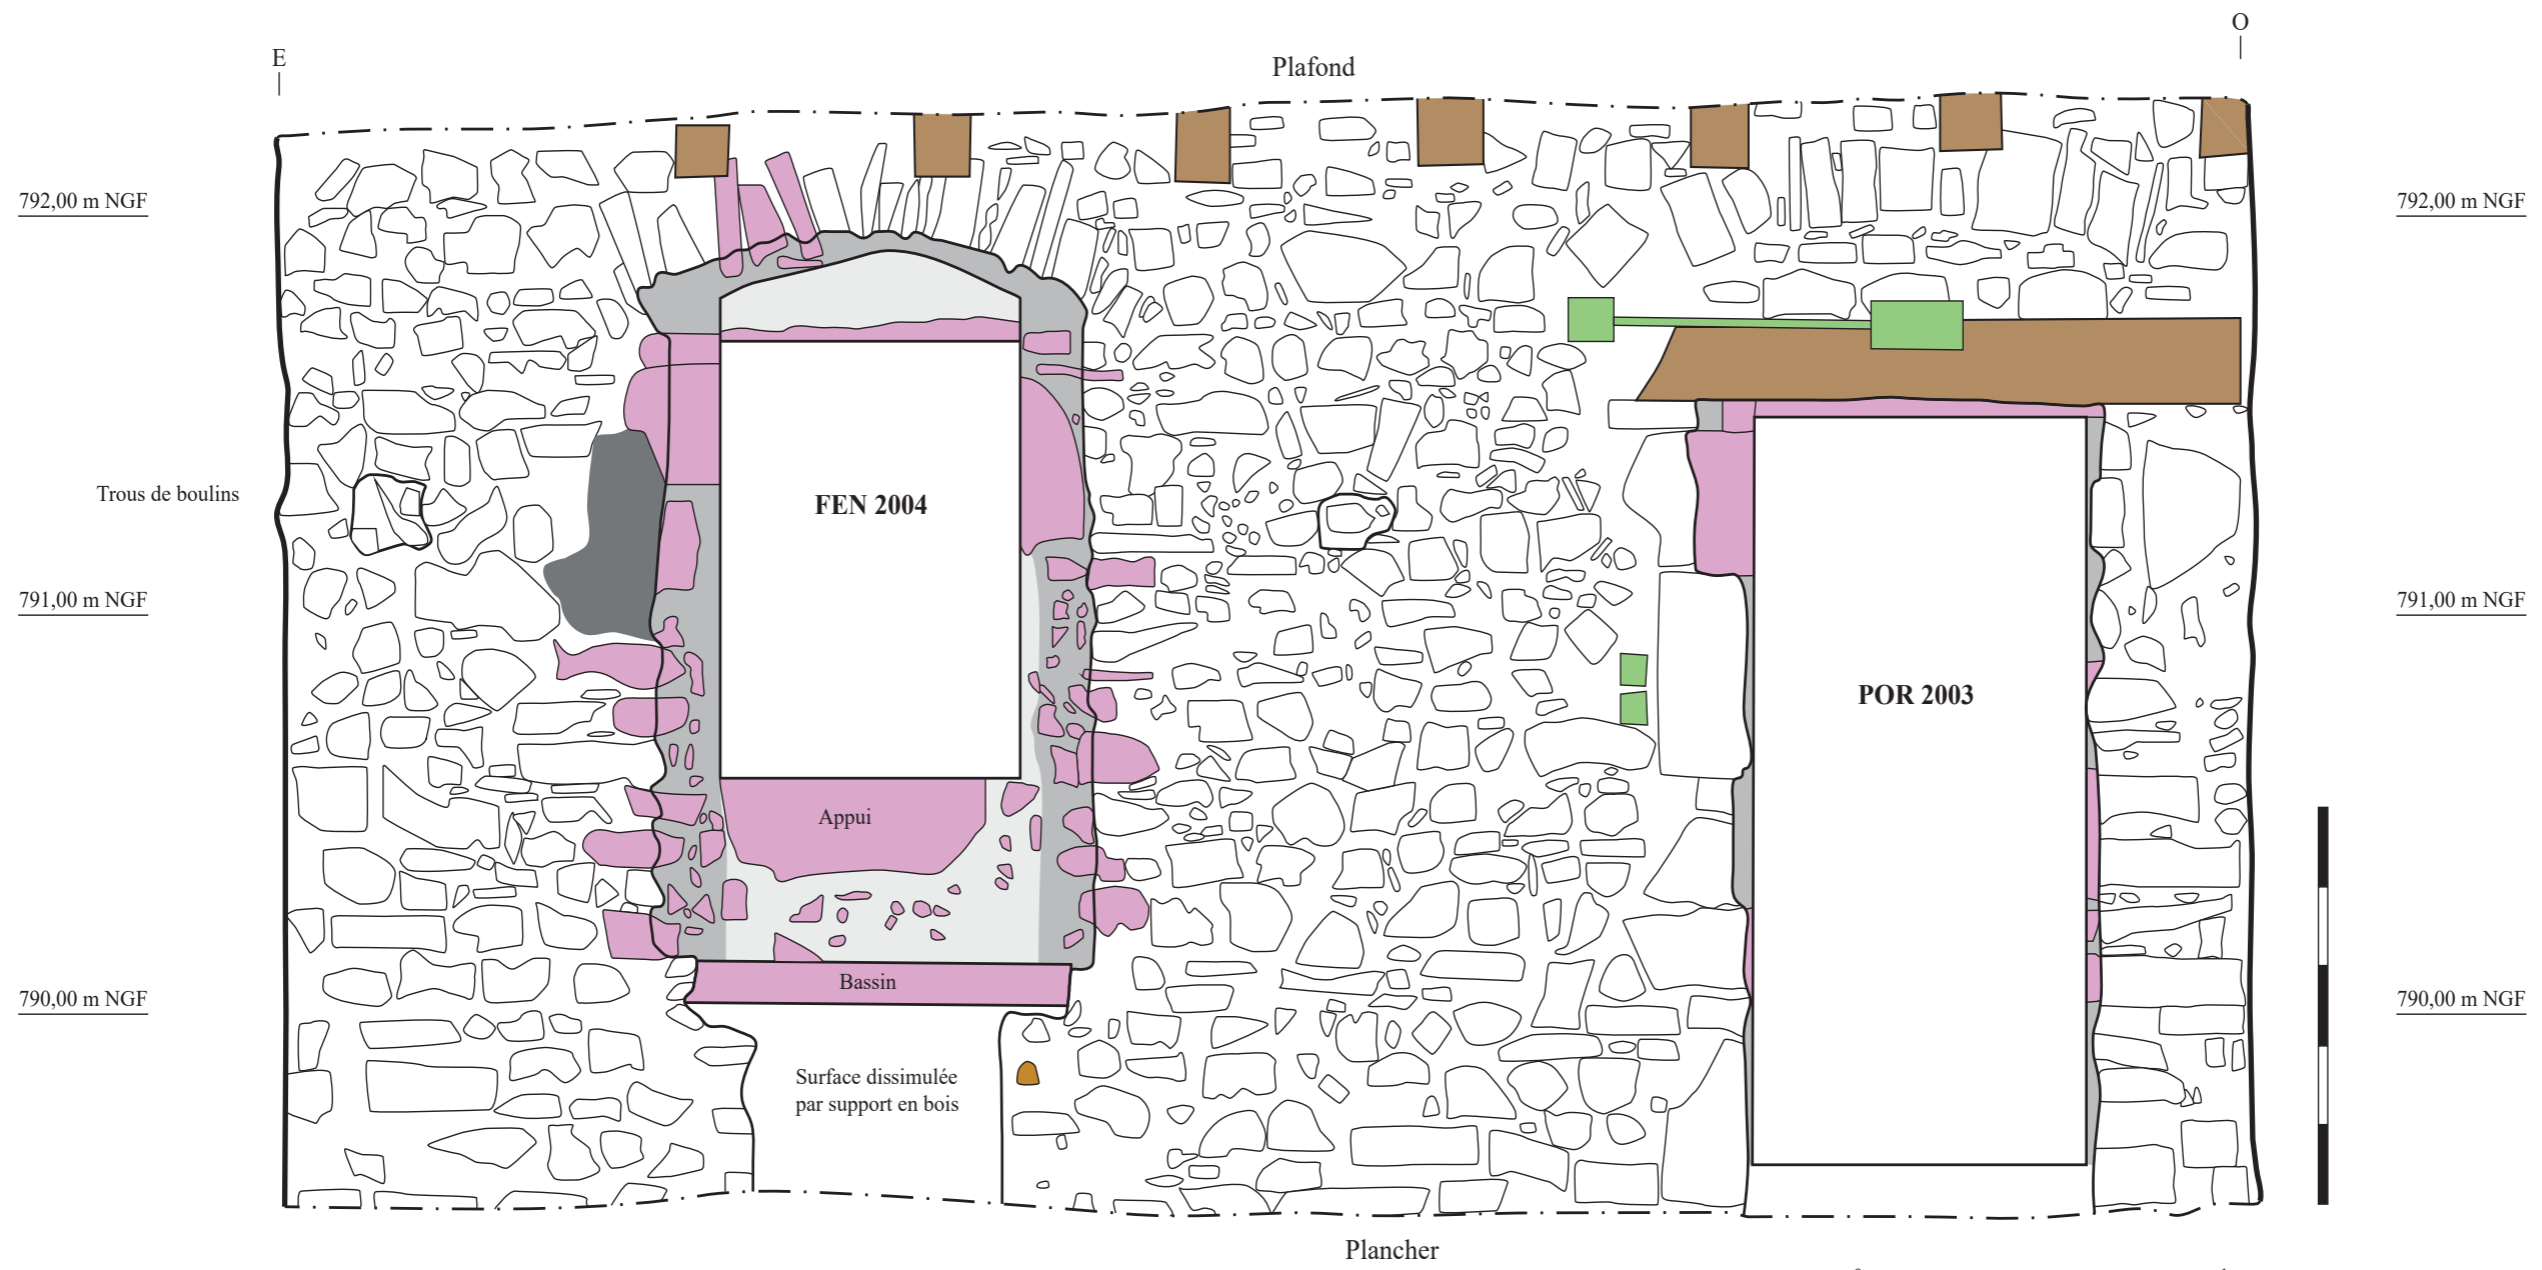 E
O
Plafond
792,00 m NGF
792,00 m NGF
Trous de boulins
FEN 2004
791,00 m NGF
791,00 m NGF
POR 2003
Appui
Bassin
790,00 m NGF
790,00 m NGF
Surface dissimulée
par support en bois
Plancher